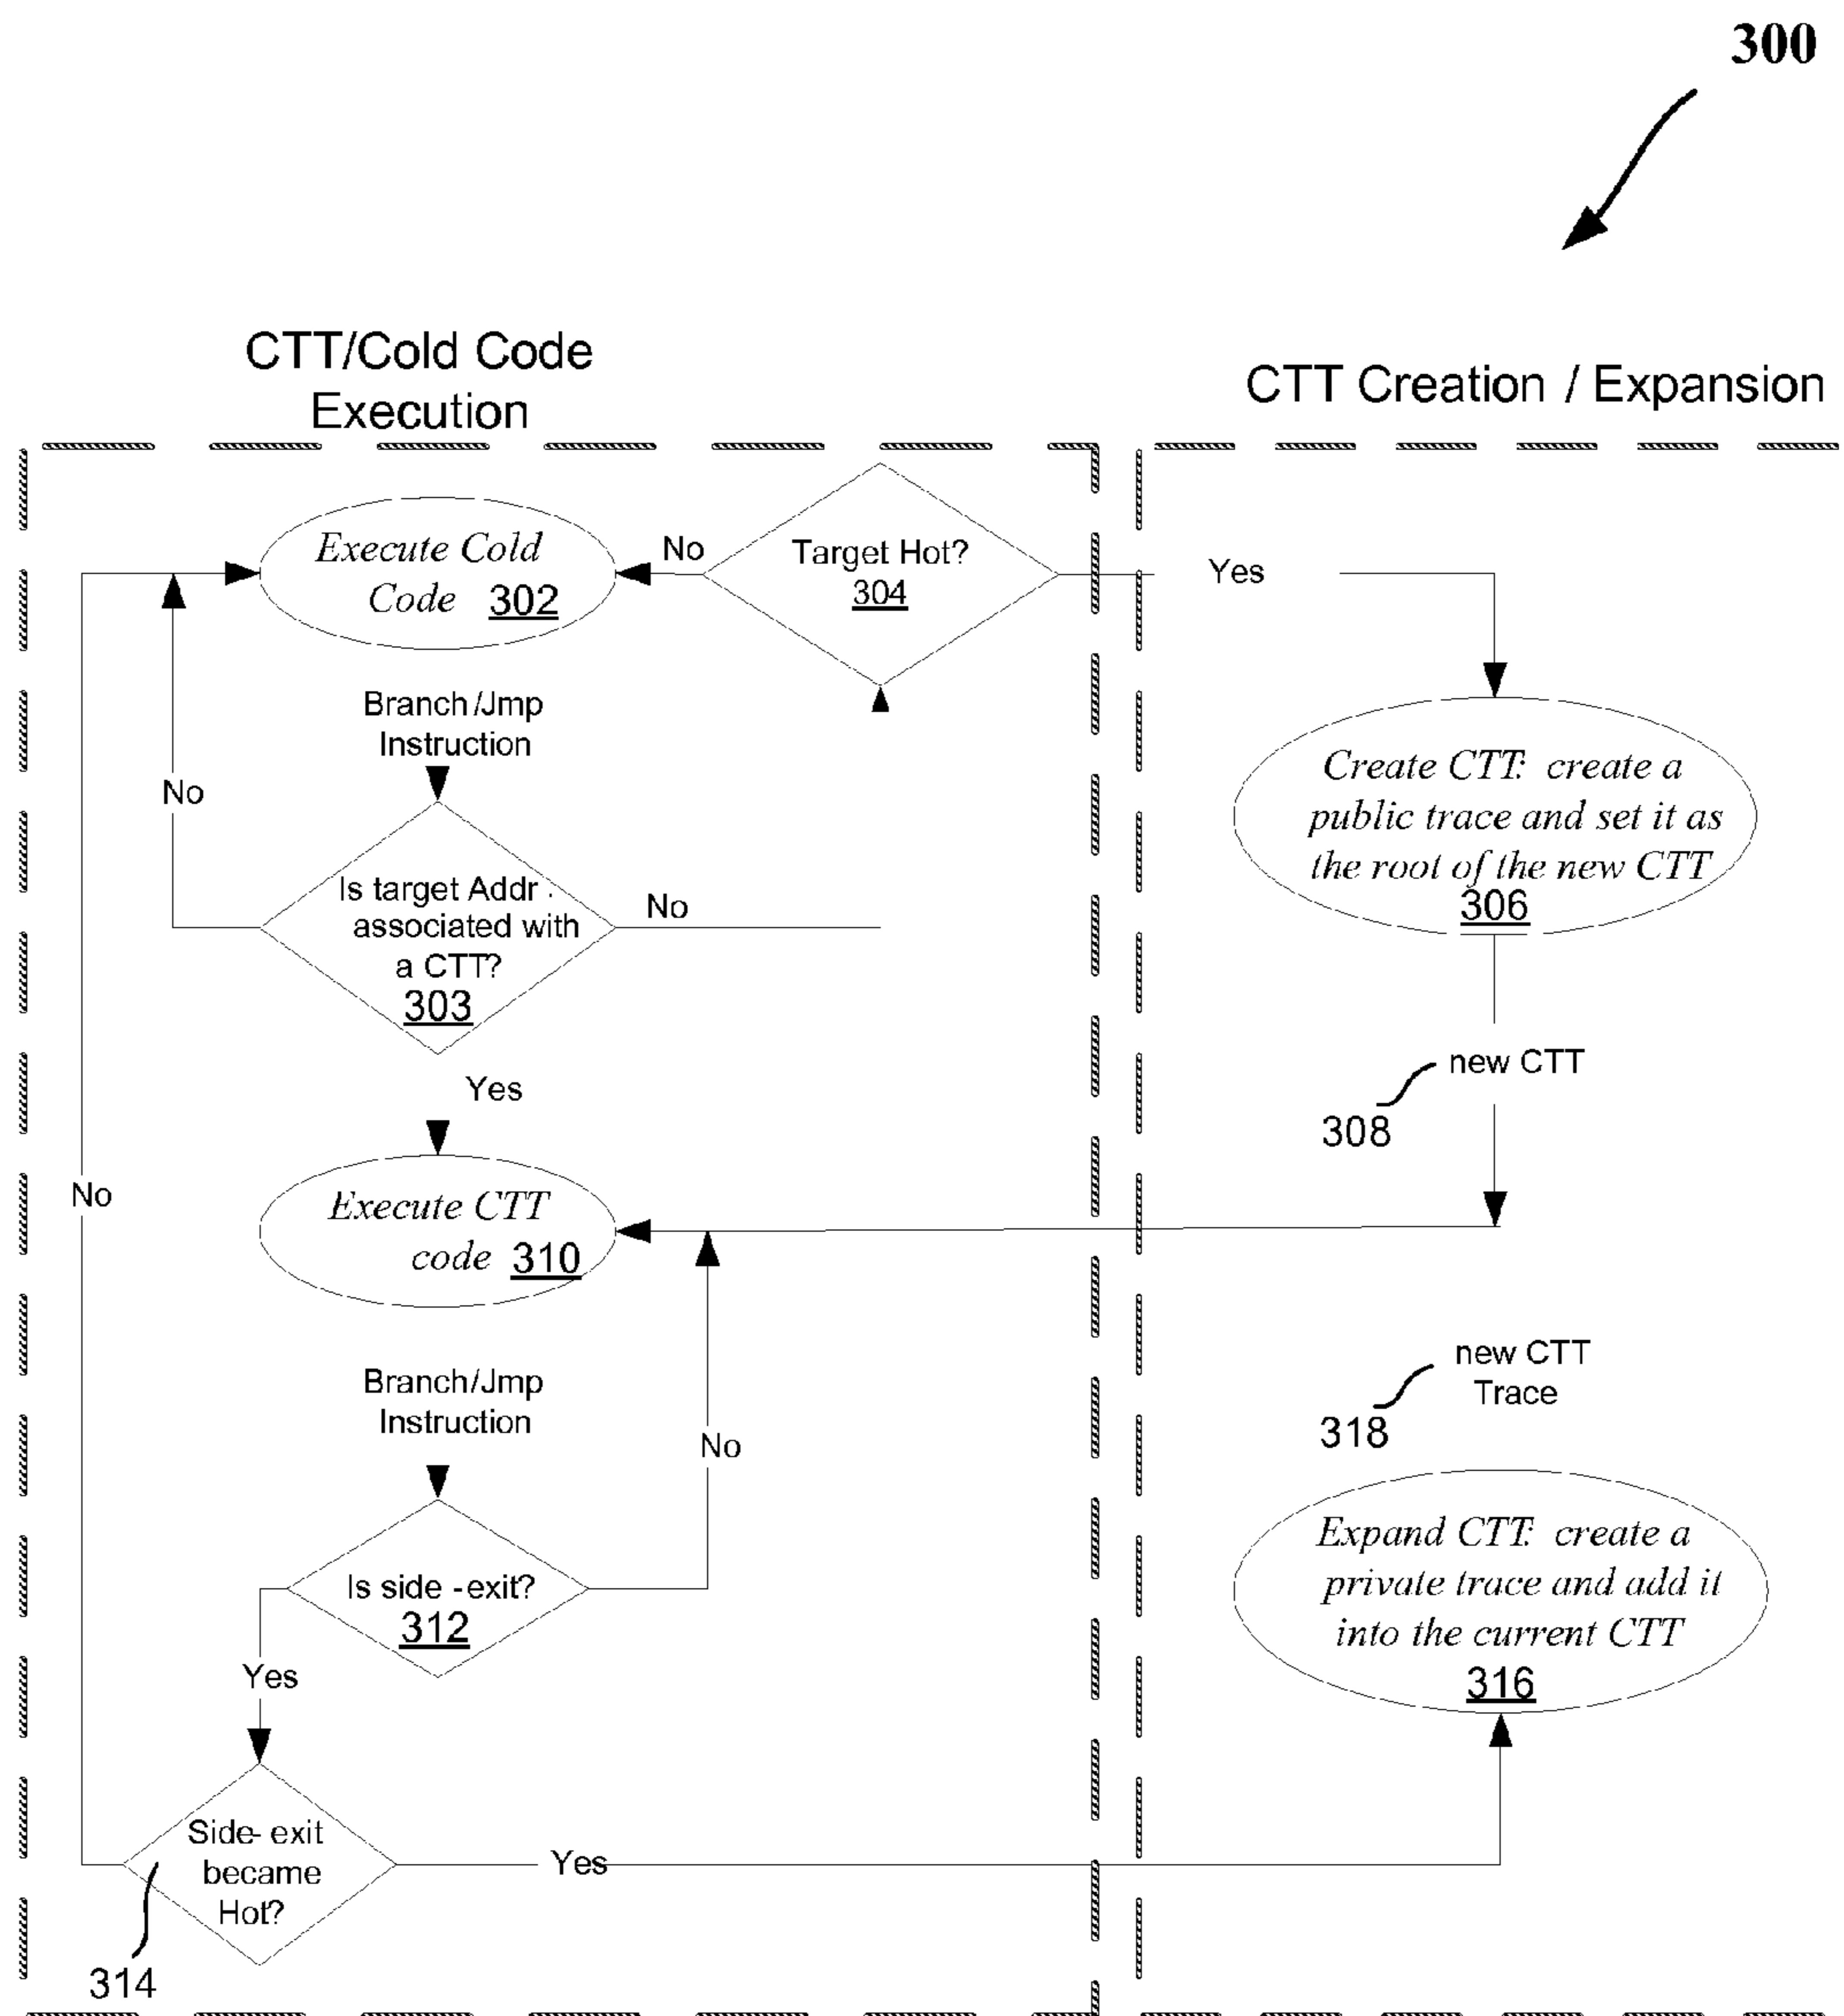 300
CTT/Cold Code
Execution
CTT Creation / Expansion
Execute Cold
Code 302
No
Target Hot?
304
Yes
Branch/Jmp
Instruction
No
Create CTT: create a
public trace and set it as
the root of the new CTT
306
Is target Addr.
associated with
a CTT?
303
No
Yes
new CTT
308
No
Execute CTT
code 310
Branch/Jmp
Instruction
No
new CTT
Trace
318
Is side-exit?
312
Expand CTT: create a
private trace and add it
into the current CTT
316
Yes
Side-exit
became
Hot?
Yes
314